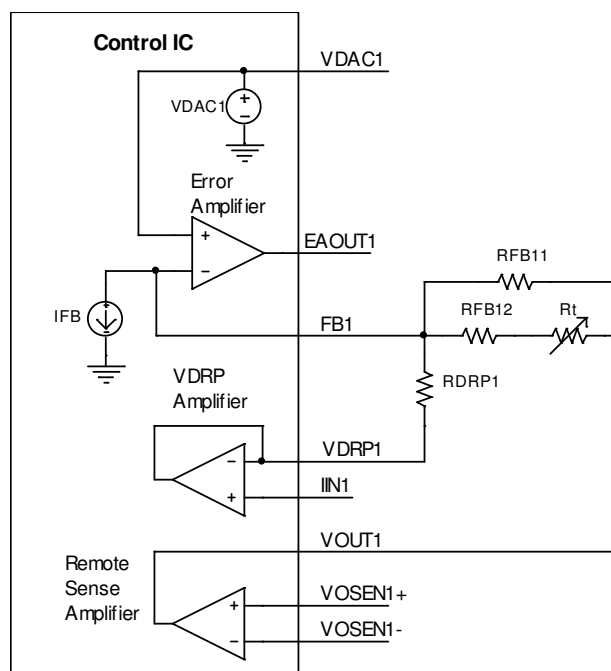 Control IC
VDAC1
VDAC1
+
−
Error
Amplifier
+
−
EAOUT1
RFB11
IFB
+
−
FB1
RFB12
Rt
RDRP1
VDRP
Amplifier
−
VDRP1
+
IIN1
VOUT1
Remote
Sense
Amplifier
+
VOSEN1+
−
VOSEN1-